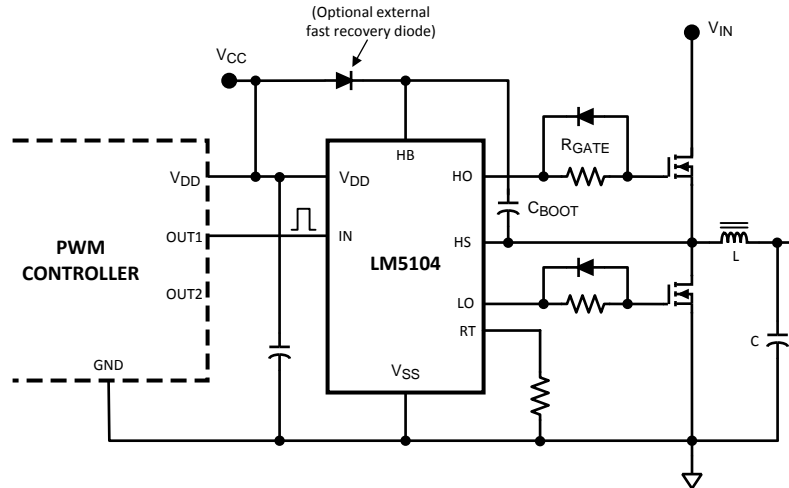 (Optional external
fast recovery diode)
VCC
VIN
HB
RGATE
VDD
VDD
HO
CBOOT
OUT1
IN
HS
PWM
CONTROLLER
LM5104
L
OUT2
LO
RT
C
GND
VSS